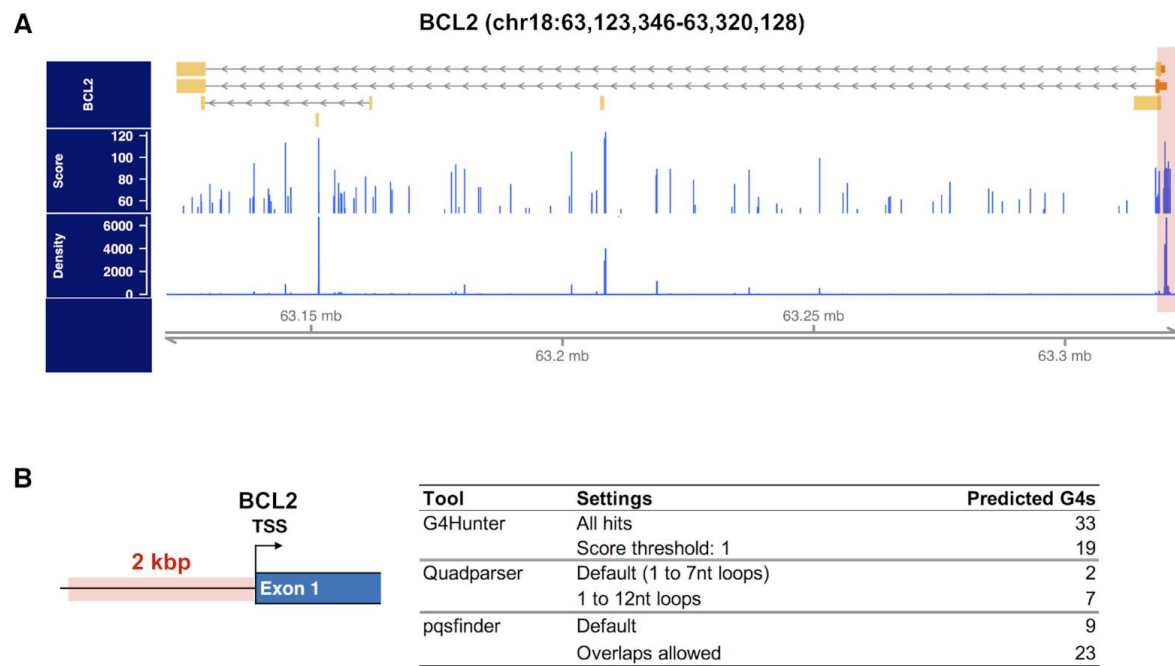 A
BCL2 (chr18:63,123,346-63,320,128)
BCL2
Score
120
100
80
60
Density
6000
4000
2000
0
63.15 mb
63.25 mb
63.2 mb
63.3 mb
B
BCL2
TSS
2 kbp
Exon 1
Tool Settings Predicted G4s
G4Hunter All hits 33
Score threshold: 1 19
Quadparser Default (1 to 7nt loops) 2
1 to 12nt loops 7
pqsfinder Default 9
Overlaps allowed 23